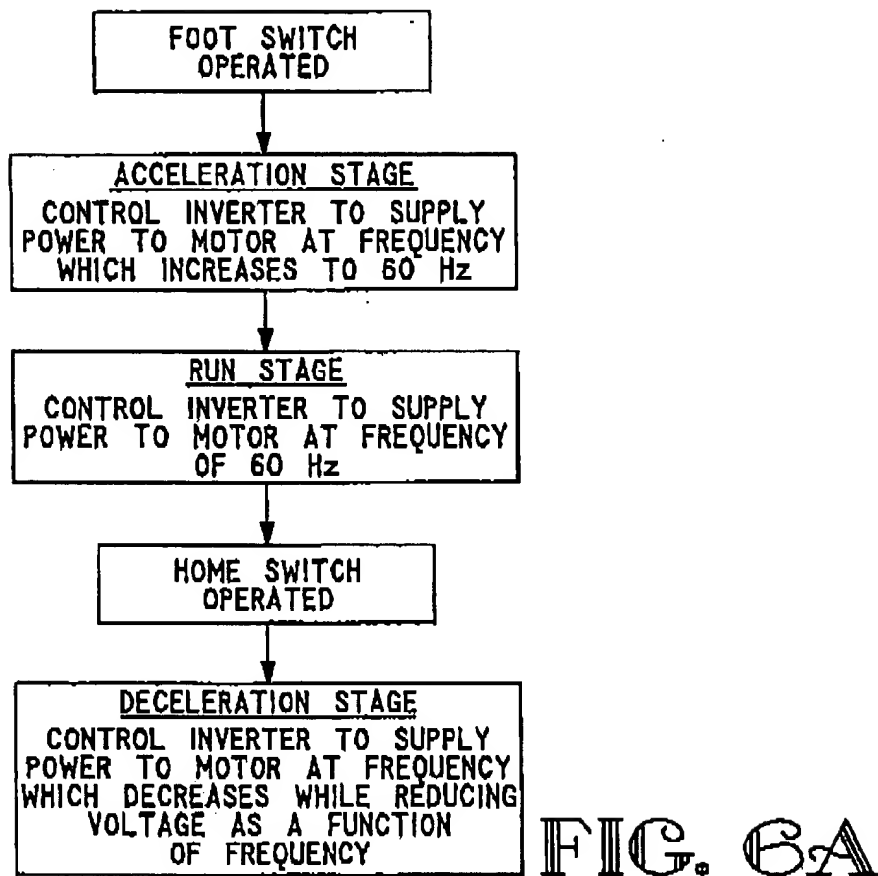 FOOT SWITCH
OPERATED
ACCELERATION STAGE
CONTROL INVERTER TO SUPPLY
POWER TO MOTOR AT FREQUENCY
WHICH INCREASES TO 60 Hz
RUN STAGE
CONTROL INVERTER TO SUPPLY
POWER TO MOTOR AT FREQUENCY
OF 60 Hz
HOME SWITCH
OPERATED
DECELERATION STAGE
CONTROL INVERTER TO SUPPLY
POWER TO MOTOR AT FREQUENCY
WHICH DECREASES WHILE REDUCING
VOLTAGE AS A FUNCTION
OF FREQUENCY
FIG. 6A